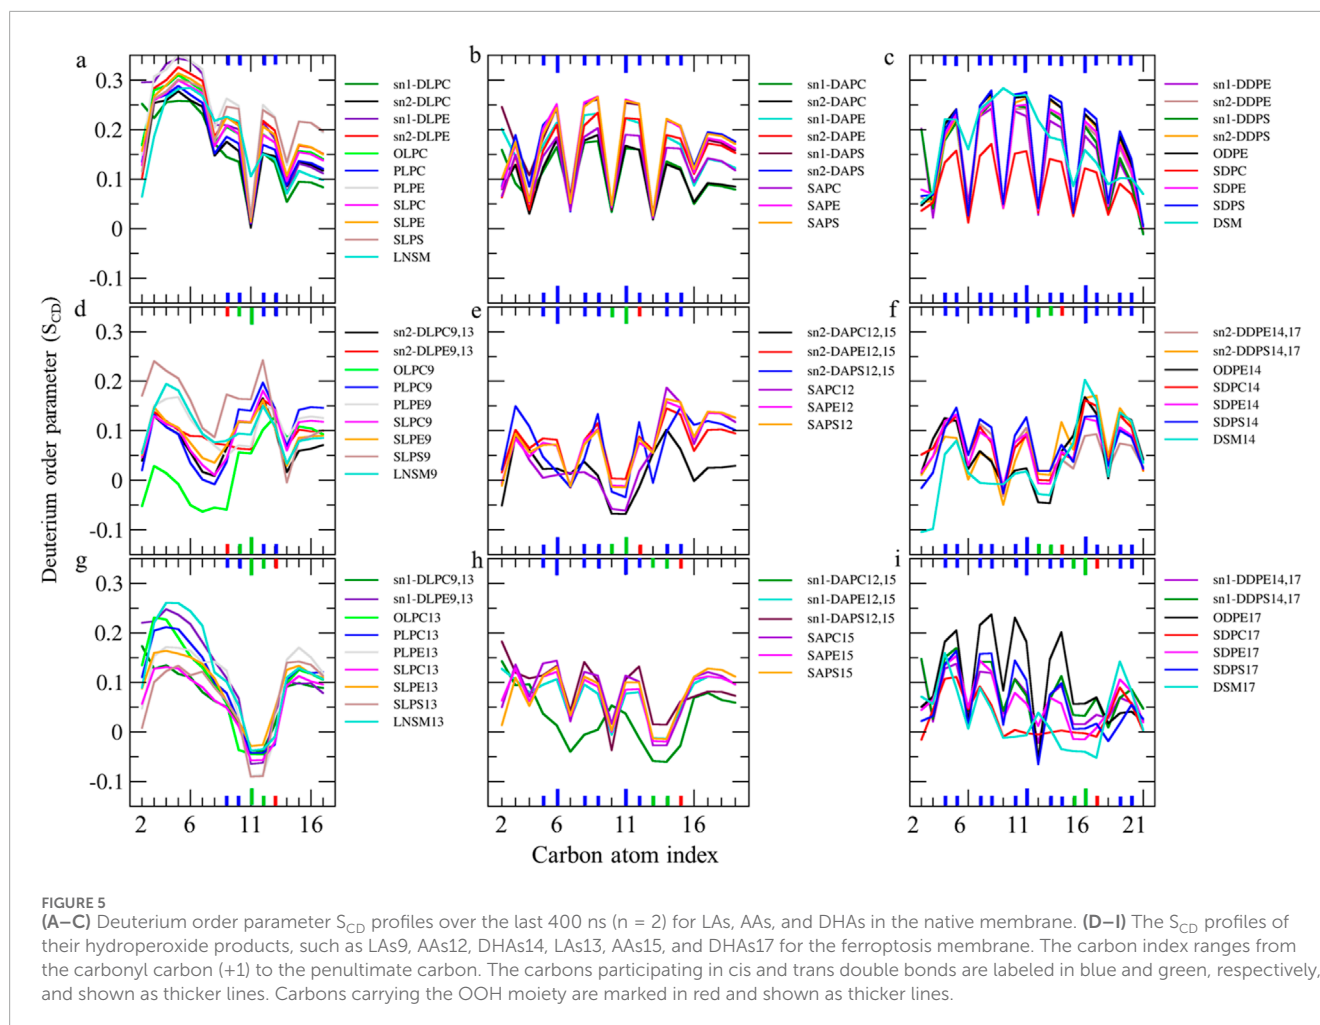 a
0.3
0.2
0.1
0
-0.1
sn1-DLPC
sn2-DLPC
sn1-DLPE
sn2-DLPE
OLPC
PLPC
PLPE
SLPC
SLPE
SLPS
LNSM
b
sn1-DAPC
sn2-DAPC
sn1-DAPE
sn2-DAPE
sn1-DAPS
sn2-DAPS
SAPC
SAPE
SAPS
c
sn1-DDPE
sn2-DDPE
sn1-DDPS
sn2-DDPS
ODPE
SDPC
SDPE
SDPS
DSM
Deuterium order parameter (SCD)
d
0.3
0.2
0.1
0
-0.1
sn2-DLPC9,13
sn2-DLPE9,13
OLPC9
PLPC9
PLPE9
SLPC9
SLPE9
SLPS9
LNSM9
e
sn2-DAPC12,15
sn2-DAPE12,15
sn2-DAPS12,15
SAPC12
SAPE12
SAPS12
f
sn2-DDPE14,17
sn2-DDPS14,17
ODPE14
SDPC14
SDPE14
SDPS14
DSM14
g
0.3
0.2
0.1
0
-0.1
2 6 11 16
sn1-DLPC9,13
sn1-DLPE9,13
OLPC13
PLPC13
PLPE13
SLPC13
SLPE13
SLPS13
LNSM13
h
2 6 11 16
sn1-DAPC12,15
sn1-DAPE12,15
sn1-DAPS12,15
SAPC15
SAPE15
SAPS15
i
2 6 11 16 21
sn1-DDPE14,17
sn1-DDPS14,17
ODPE17
SDPC17
SDPE17
SDPS17
DSM17
Carbon atom index
FIGURE 5
(A–C) Deuterium order parameter SCD profiles over the last 400 ns (n = 2) for LAs, AAs, and DHAs in the native membrane. (D–I) The SCD profiles of
their hydroperoxide products, such as LAs9, AAs12, DHAs14, LAs13, AAs15, and DHAs17 for the ferroptosis membrane. The carbon index ranges from
the carbonyl carbon (+1) to the penultimate carbon. The carbons participating in cis and trans double bonds are labeled in blue and green, respectively,
and shown as thicker lines. Carbons carrying the OOH moiety are marked in red and shown as thicker lines.